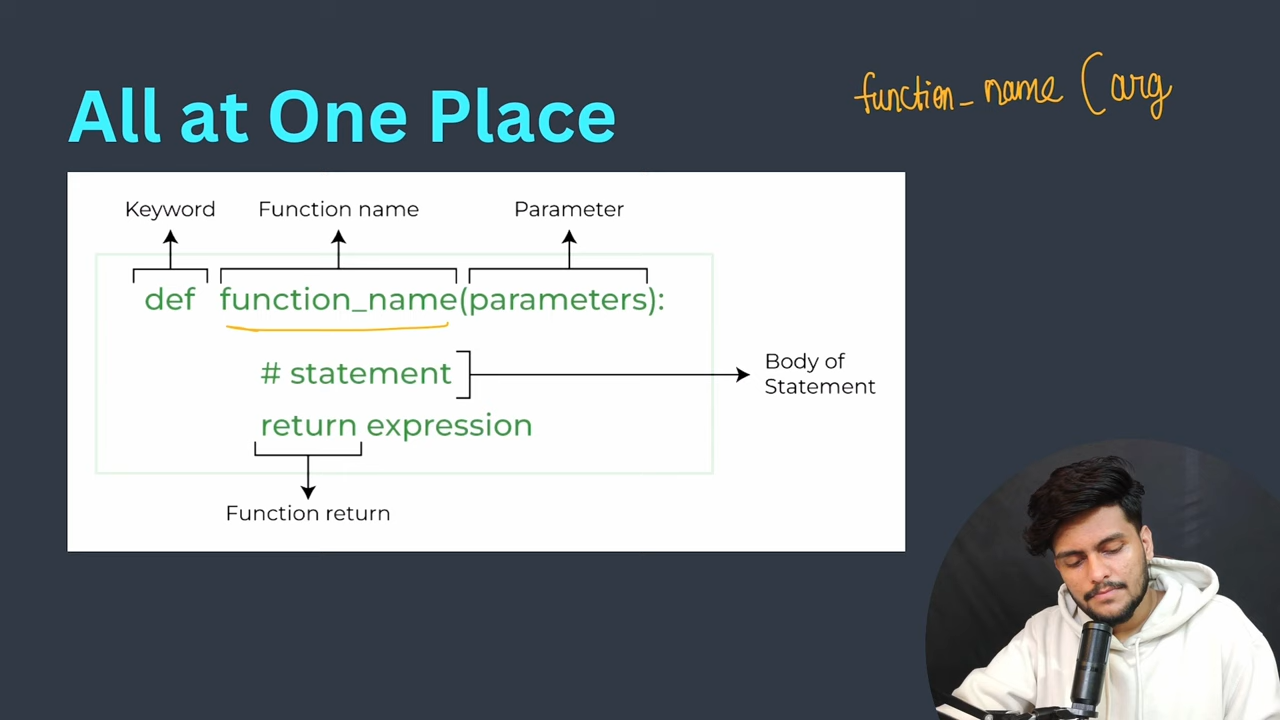 All at One Place
function_name (arg
Keyword Function name Parameter
def function_name(parameters):
# statement
Body of
Statement
return expression
Function return